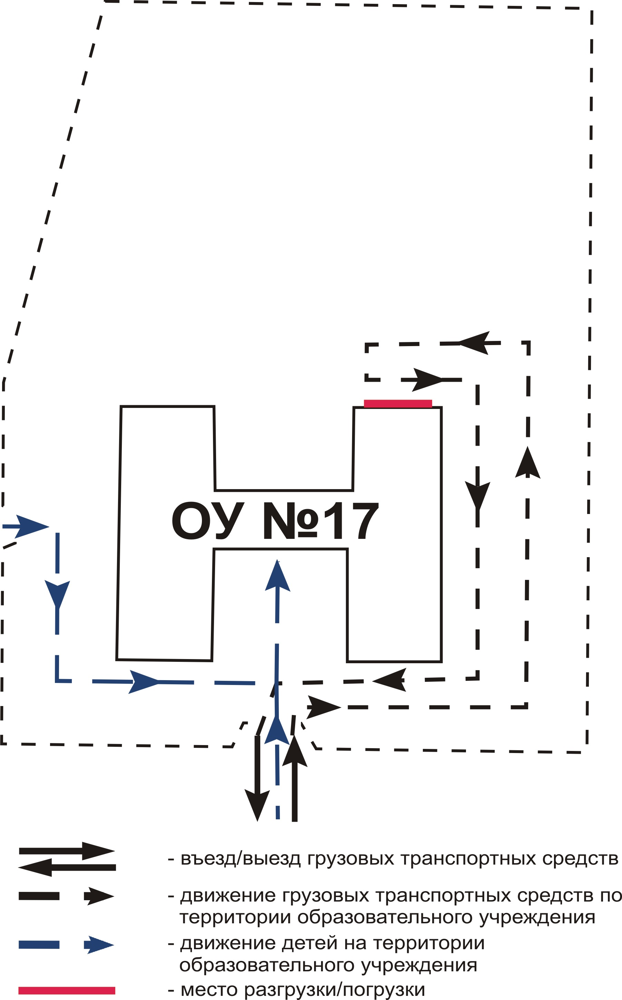 ОУ №17
- въезд/выезд грузовых транспортных средств
- движение грузовых транспортных средств по
территории образовательного учреждения
- движение детей на территории
образовательного учреждения
- место разгрузки/погрузки